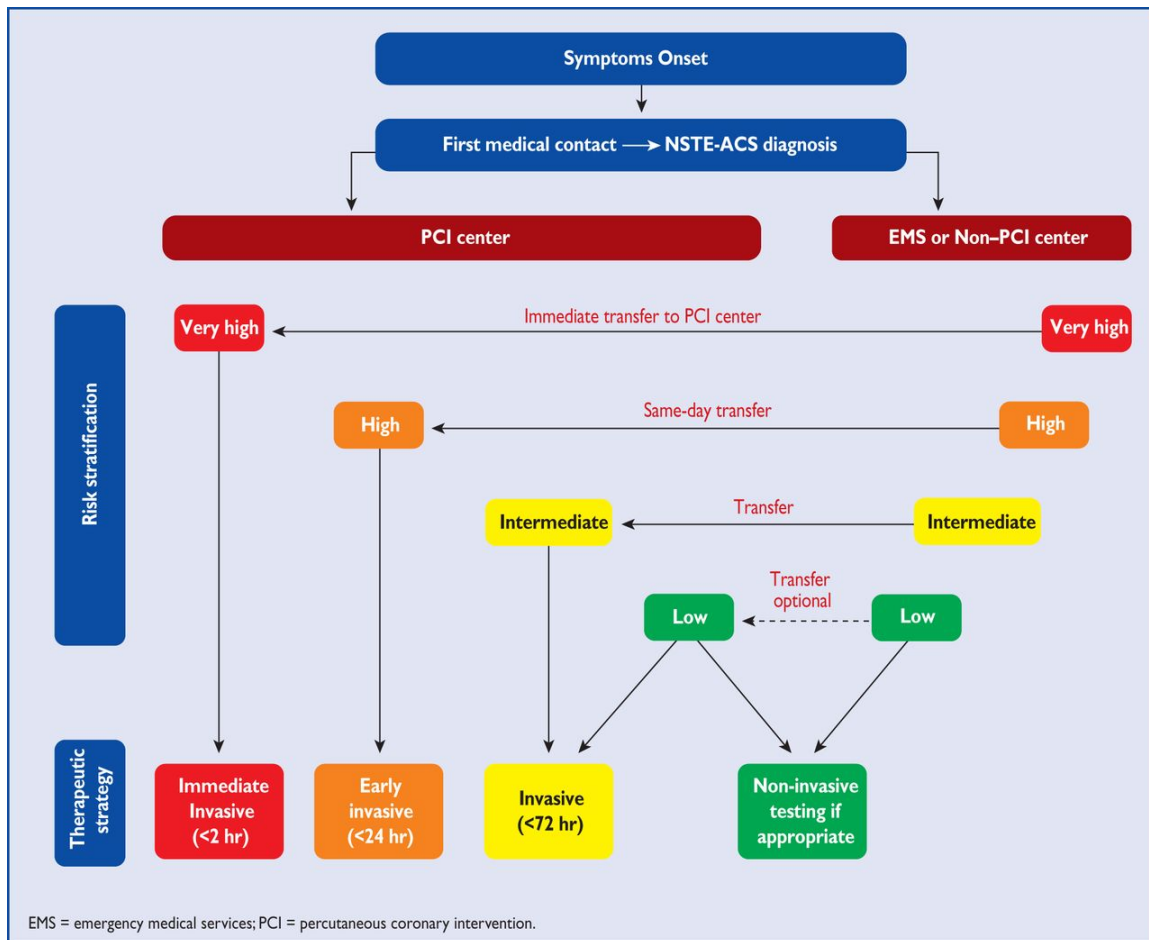 Symptoms Onset
First medical contact → NSTE-ACS diagnosis
PCI center
EMS or Non–PCI center
Risk stratification
Very high
Immediate transfer to PCI center
Very high
High
Same-day transfer
High
Intermediate
Transfer
Intermediate
Low
Transfer
optional
Low
Therapeutic
strategy
Immediate
Invasive
(<2 hr)
Early
invasive
(<24 hr)
Invasive
(<72 hr)
Non-invasive
testing if
appropriate
EMS = emergency medical services; PCI = percutaneous coronary intervention.